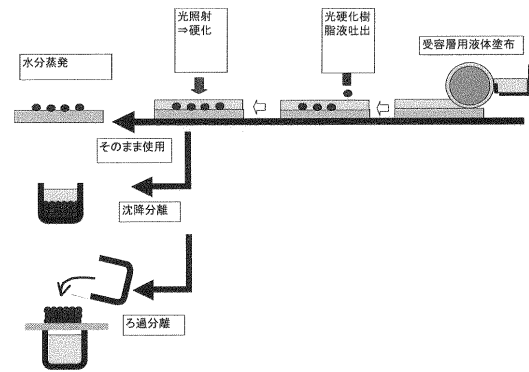 光照射
⇒硬化
光硬化樹
脂液吐出
受容層用液体塗布
水分蒸発
そのまま使用
沈降分離
ろ過分離